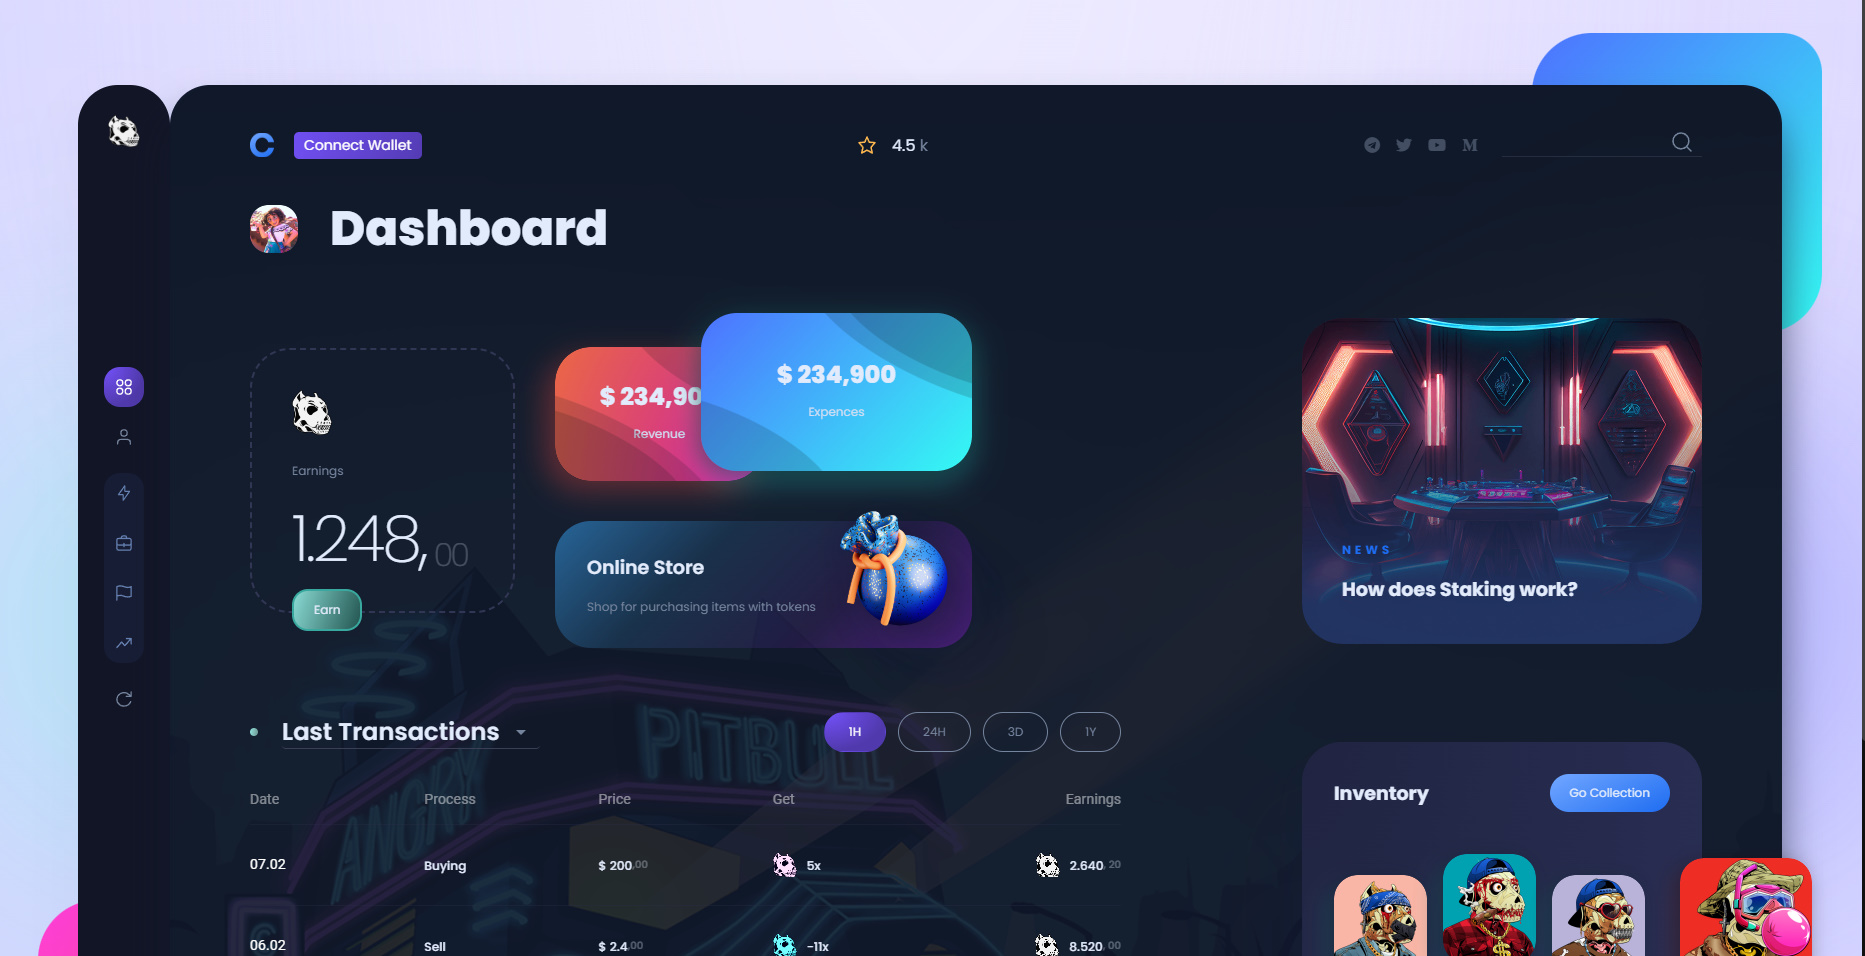 Connect Wallet
4.5 k
M
Dashboard
Earnings
1.248, 00
Earn
$ 234,90
Revenue
$ 234,900
Expences
Online Store
Shop for purchasing items with tokens
NEWS
How does Staking work?
Last Transactions
1H 24H 3D 1Y
PITBULL
ANGRY
Date Process Price Get Earnings
07.02 Buying $ 200,00 5x 2.640, 20
06.02 Sell $ 2.4,00 -11x 8.520, 00
Inventory
Go Collection